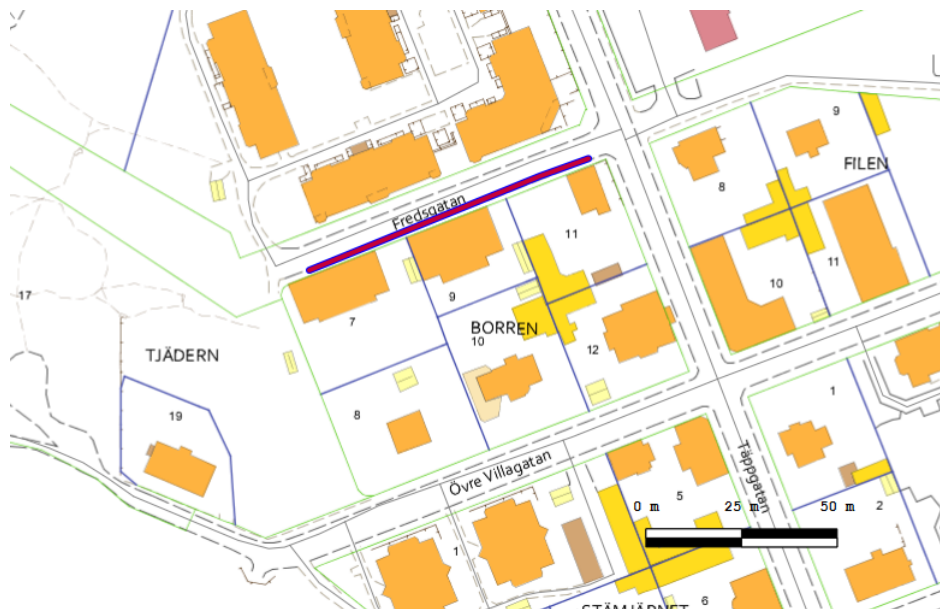 9
FILEN
8
Fredsgatan
11
11
10
17
9
7
BORREN
10
TJÄDERN
12
1
19
8
Övre Villagatan
Täppgatan
5
0 m 25 m 50 m
2
1
6
STÄMJÄRNET